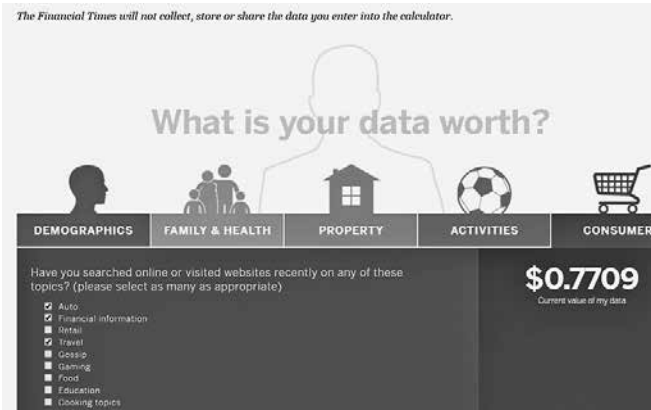 The Financial Times will not collect, store or share the data you enter into the calculator.
What is your data worth?
DEMOGRAPHICS
FAMILY & HEALTH
PROPERTY
ACTIVITIES
CONSUMER
Have you searched online or visited websites recently on any of these
topics? (please select as many as appropriate)
Auto
Financial information
Retail
Travel
Gossip
Gaming
Food
Education
Cooking topics
$0.7709
Current value of my data